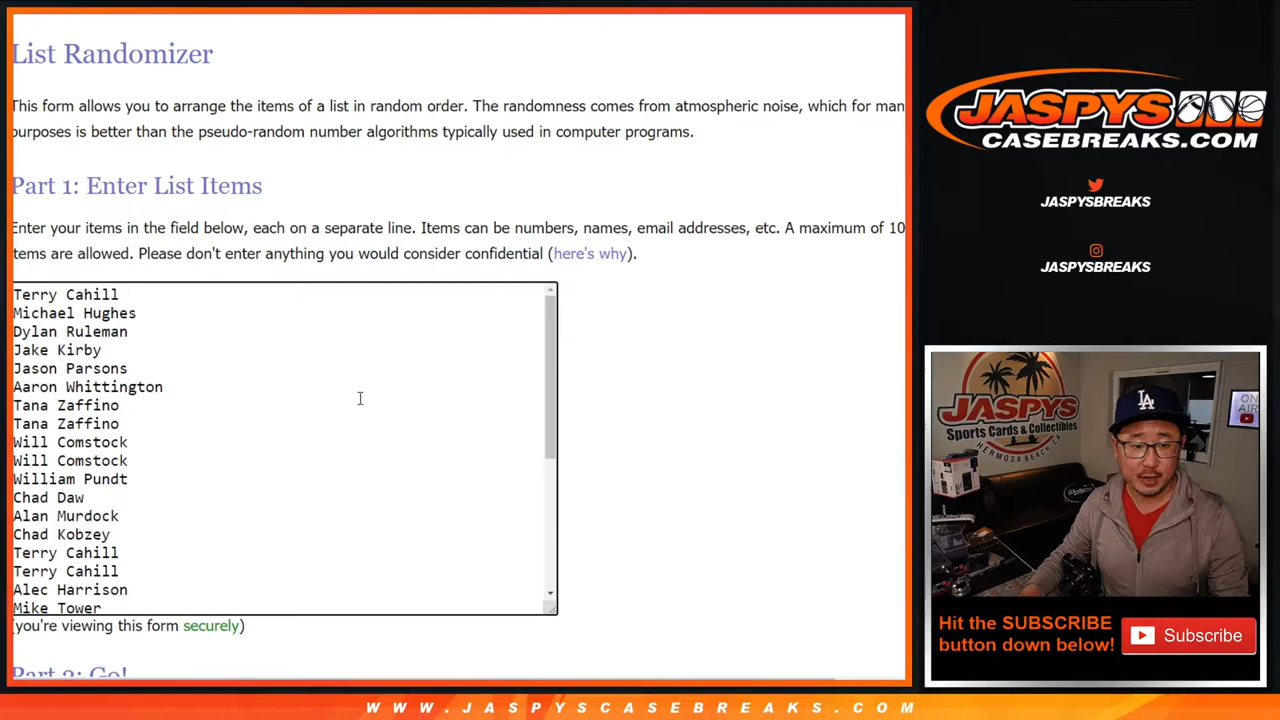 List Randomizer
This form allows you to arrange the items of a list in random order. The randomness comes from atmospheric noise, which for man
purposes is better than the pseudo-random number algorithms typically used in computer programs.
Part 1: Enter List Items
Enter your items in the field below, each on a separate line. Items can be numbers, names, email addresses, etc. A maximum of 10
items are allowed. Please don't enter anything you would consider confidential (here's why).
Terry Cahill
Michael Hughes
Dylan Ruleman
Jake Kirby
Jason Parsons
Aaron Whittington
Tana Zaffino
Tana Zaffino
Will Comstock
Will Comstock
William Pundt
Chad Daw
Alan Murdock
Chad Kobzey
Terry Cahill
Terry Cahill
Alec Harrison
Mike Tower
(you're viewing this form securely)
Part 2: Go!
JASPYS
CASEBREAKS.COM
JASPYSBREAKS
JASPYSBREAKS
JASPYS
Sports Cards & Collectibles
HERMOSA BEACH, CA
LA
ON
AIR
Hit the SUBSCRIBE
button down below!
Subscribe
WWW.JASPYSCASEBREAKS.COM